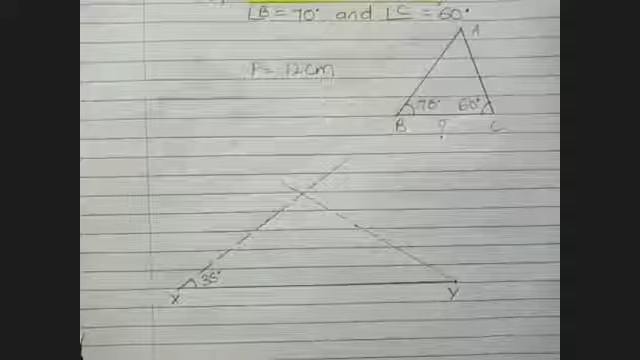 ∠B = 70° and ∠C = 60°
P = 12cm
A
70° 60°
B ? C
35°
X Y